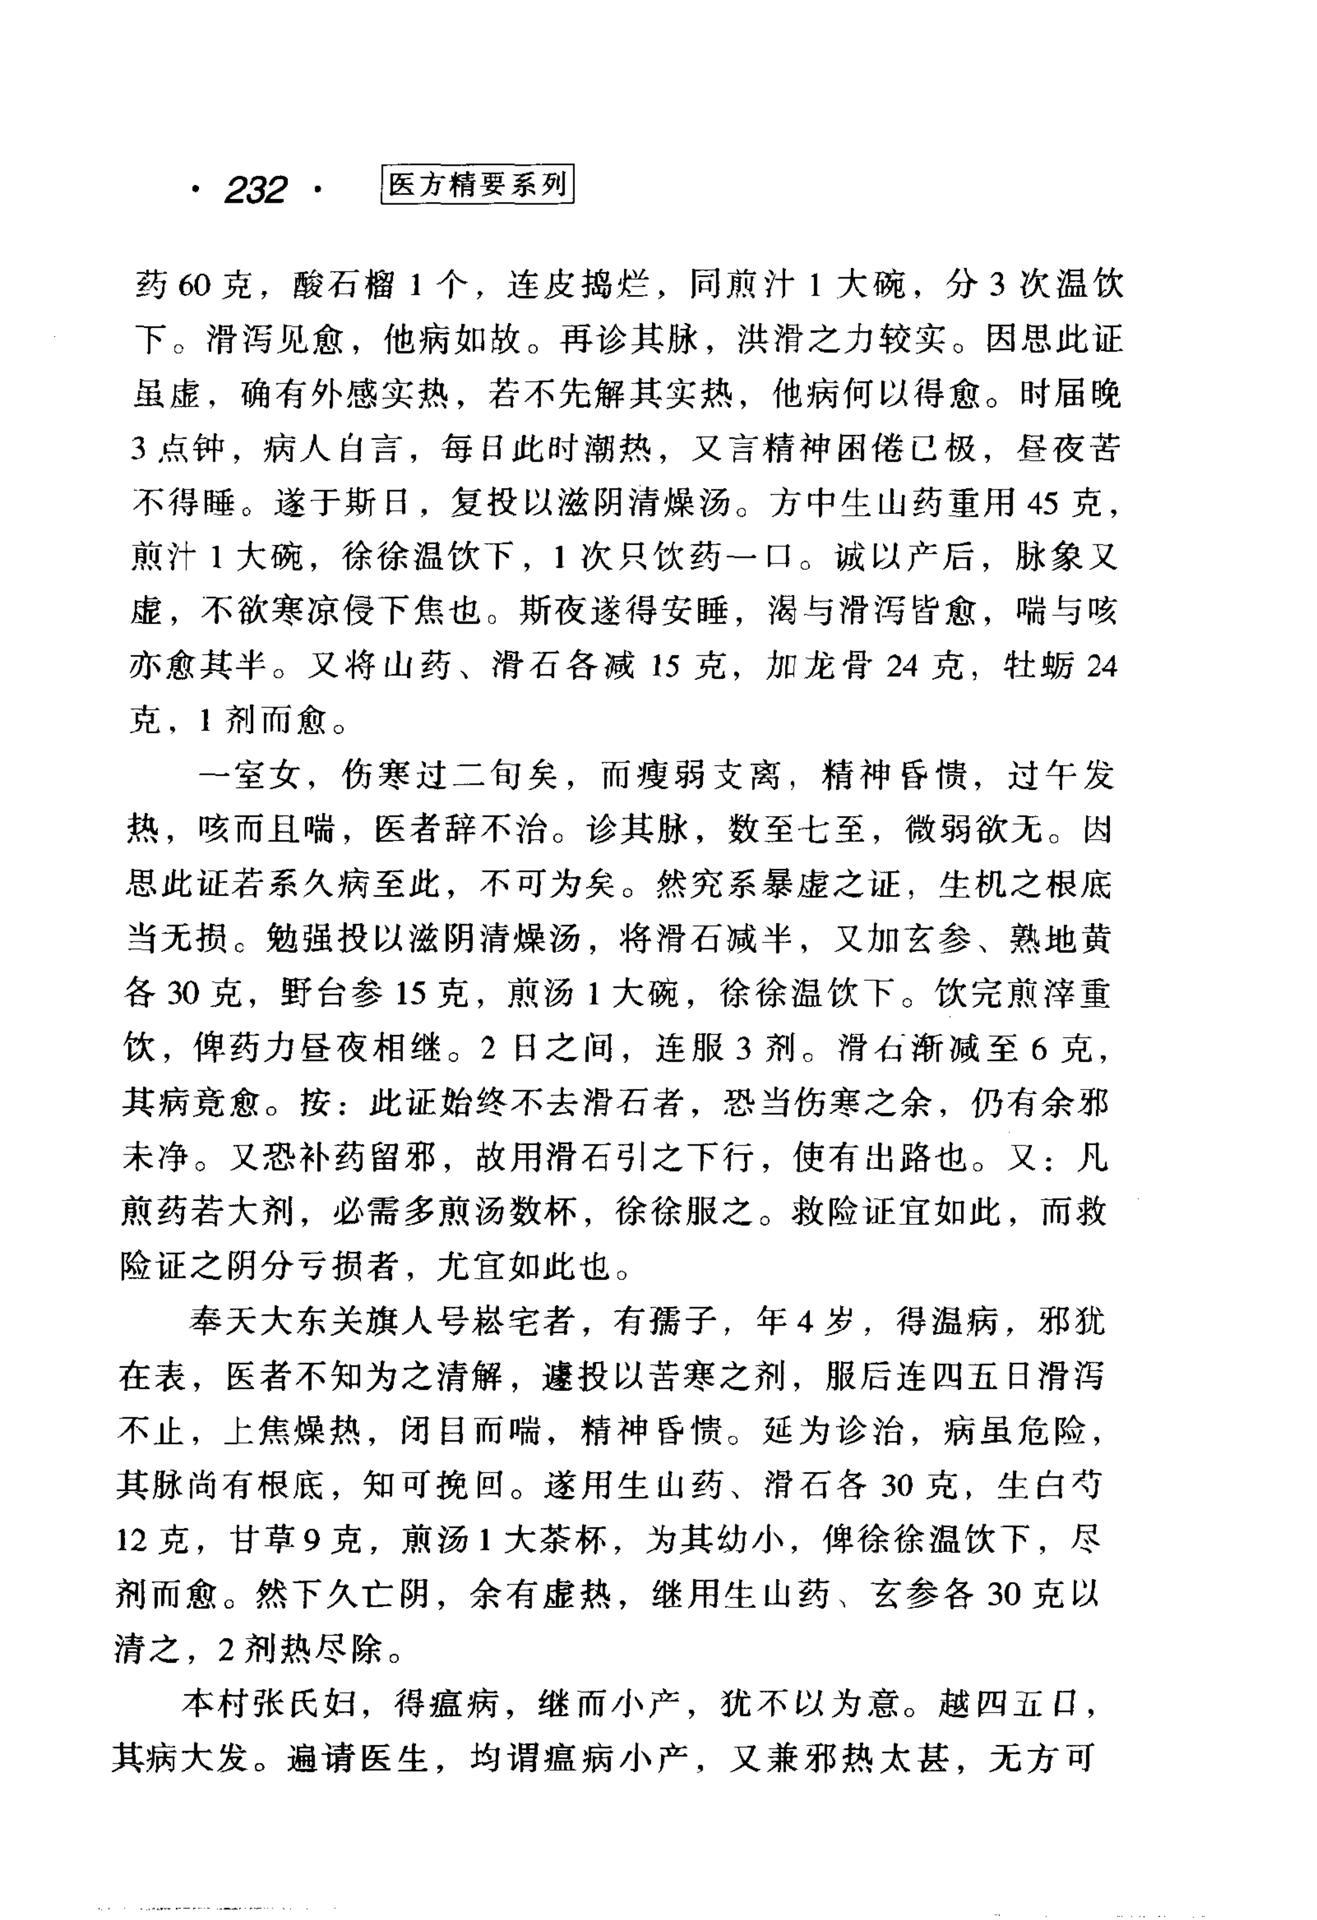 · 232 · 医方精要系列
药 60 克，酸石榴 1 个，连皮捣烂，同煎汁 1 大碗，分 3 次温饮
下。滑泻见愈，他病如故。再诊其脉，洪滑之力较实。因思此证
虽虚，确有外感实热，若不先解其实热，他病何以得愈。时届晚
3 点钟，病人自言，每日此时潮热，又言精神困倦已极，昼夜苦
不得睡。遂于斯日，复投以滋阴清燥汤。方中生山药重用 45 克，
煎汁 1 大碗，徐徐温饮下，1 次只饮药一口。诚以产后，脉象又
虚，不欲寒凉侵下焦也。斯夜遂得安睡，渴与滑泻皆愈，喘与咳
亦愈其半。又将山药、滑石各减 15 克，加龙骨 24 克，牡蛎 24
克，1 剂而愈。
一室女，伤寒过二旬矣，而瘦弱支离，精神昏愦，过午发
热，咳而且喘，医者辞不治。诊其脉，数至七至，微弱欲无。因
思此证若系久病至此，不可为矣。然究系暴虚之证，生机之根底
当无损。勉强投以滋阴清燥汤，将滑石减半，又加玄参、熟地黄
各 30 克，野台参 15 克，煎汤 1 大碗，徐徐温饮下。饮完煎滓重
饮，俾药力昼夜相继。2 日之间，连服 3 剂。滑石渐减至 6 克，
其病竟愈。按：此证始终不去滑石者，恐当伤寒之余，仍有余邪
未净。又恐补药留邪，故用滑石引之下行，使有出路也。又：凡
煎药若大剂，必需多煎汤数杯，徐徐服之。救险证宜如此，而救
险证之阴分亏损者，尤宜如此也。
奉天大东关旗人号崧宅者，有孺子，年 4 岁，得温病，邪犹
在表，医者不知为之清解，遽投以苦寒之剂，服后连四五日滑泻
不止，上焦燥热，闭目而喘，精神昏愦。延为诊治，病虽危险，
其脉尚有根底，知可挽回。遂用生山药、滑石各 30 克，生白芍
12 克，甘草 9 克，煎汤 1 大茶杯，为其幼小，俾徐徐温饮下，尽
剂而愈。然下久亡阴，余有虚热，继用生山药、玄参各 30 克以
清之，2 剂热尽除。
本村张氏妇，得瘟病，继而小产，犹不以为意。越四五日，
其病大发。遍请医生，均谓瘟病小产，又兼邪热太甚，无方可